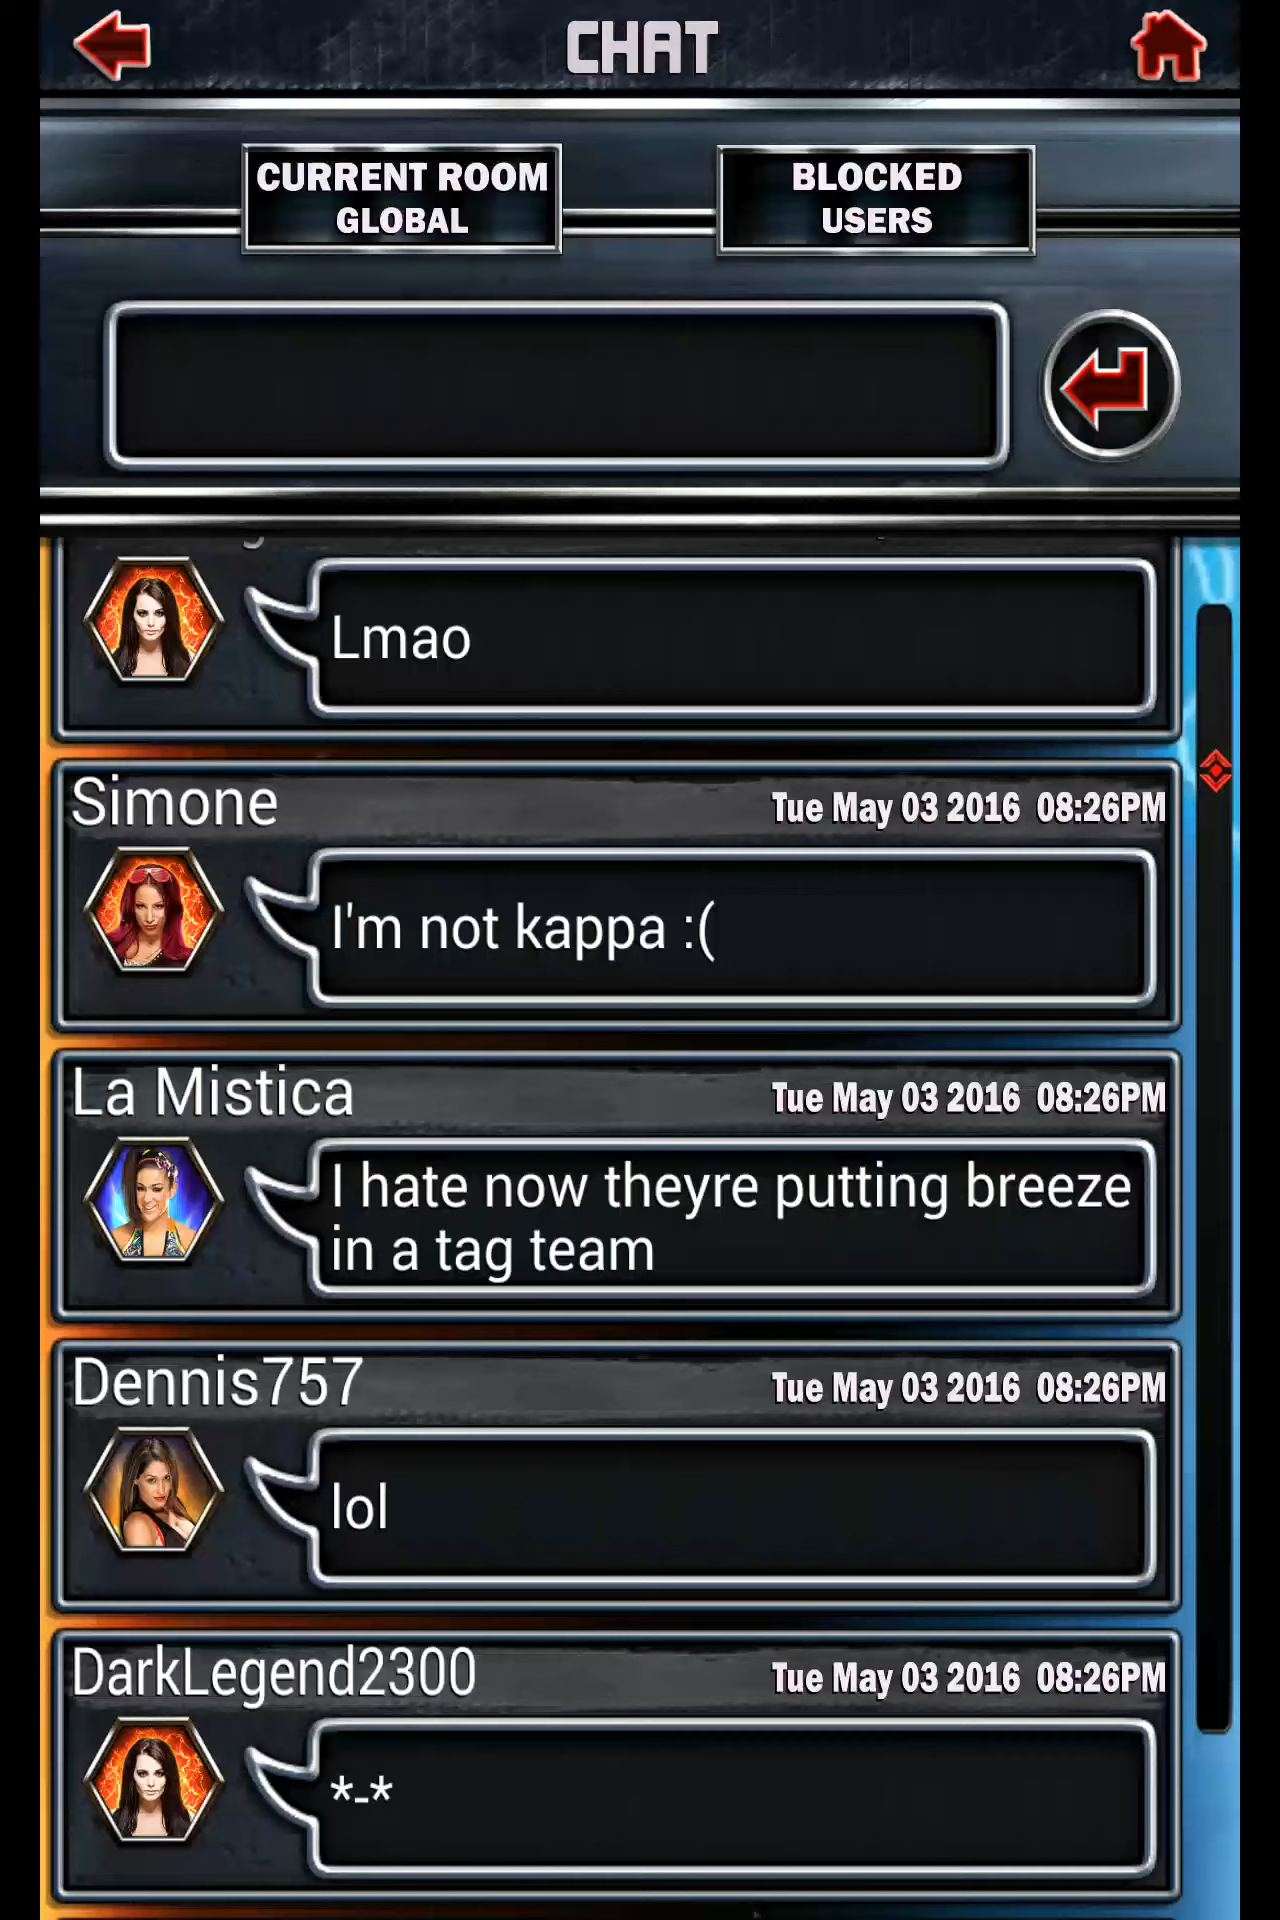 CHAT
CURRENT ROOM
GLOBAL
BLOCKED
USERS
Lmao
Simone
Tue May 03 2016 08:26PM
I'm not kappa :(
La Mistica
Tue May 03 2016 08:26PM
I hate now theyre putting breeze
in a tag team
Dennis757
Tue May 03 2016 08:26PM
lol
DarkLegend2300
Tue May 03 2016 08:26PM
*-*